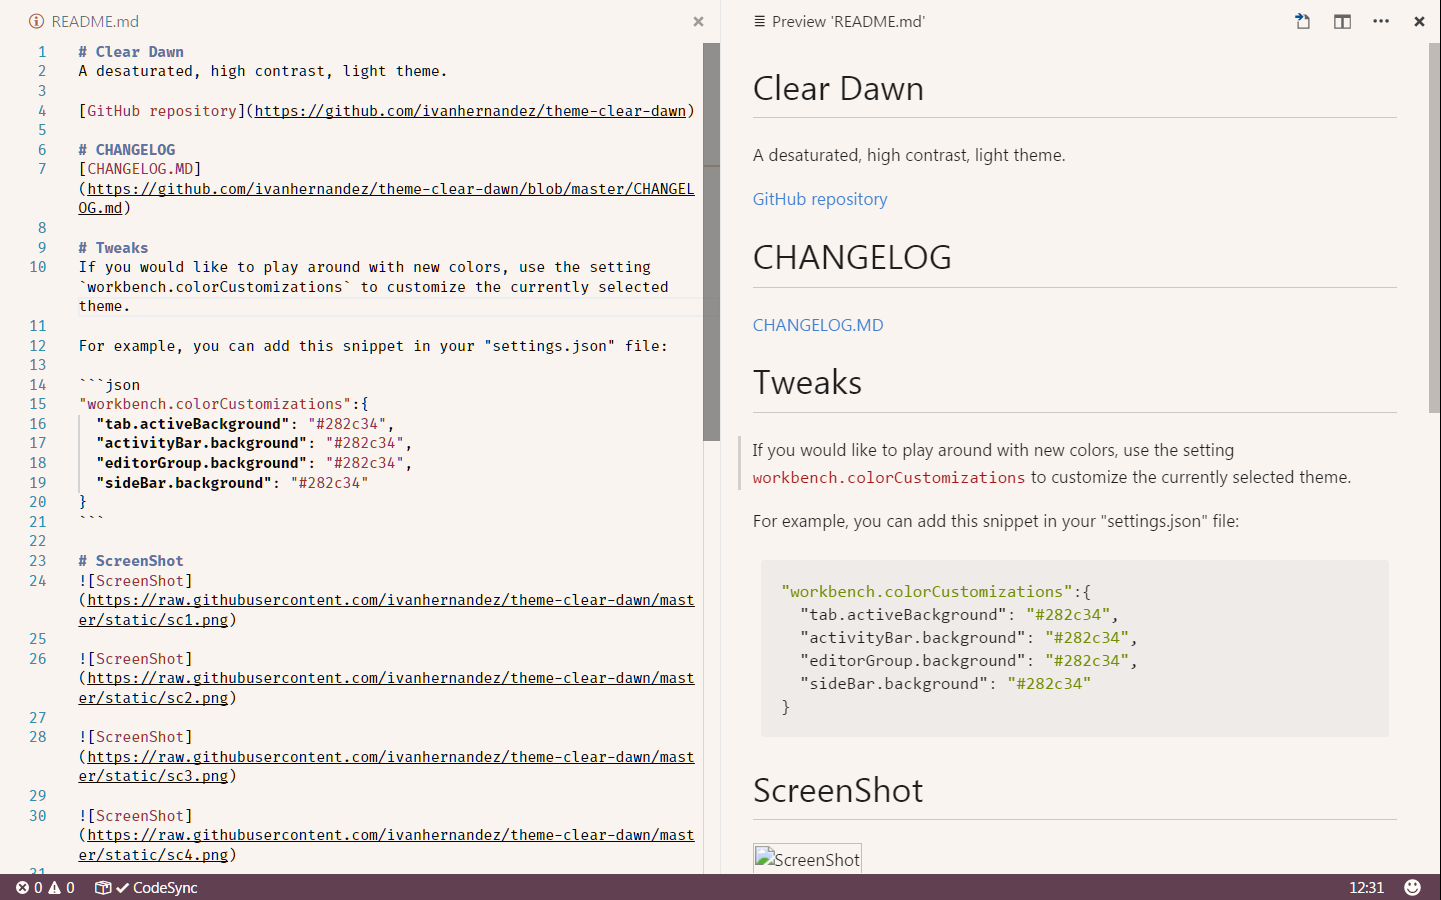 README.md
1 # Clear Dawn
2 A desaturated, high contrast, light theme.
3
4 [GitHub repository](https://github.com/ivanhernandez/theme-clear-dawn)
5
6 # CHANGELOG
7 [CHANGELOG.MD]
(https://github.com/ivanhernandez/theme-clear-dawn/blob/master/CHANGEL
OG.md)
8
9 # Tweaks
10 If you would like to play around with new colors, use the setting
`workbench.colorCustomizations` to customize the currently selected
theme.
11
12 For example, you can add this snippet in your "settings.json" file:
13
14 ```json
15 "workbench.colorCustomizations":{
16 "tab.activeBackground": "#282c34",
17 "activityBar.background": "#282c34",
18 "editorGroup.background": "#282c34",
19 "sideBar.background": "#282c34"
20 }
21 ```
22
23 # ScreenShot
24 ![ScreenShot]
(https://raw.githubusercontent.com/ivanhernandez/theme-clear-dawn/mast
er/static/sc1.png)
25
26 ![ScreenShot]
(https://raw.githubusercontent.com/ivanhernandez/theme-clear-dawn/mast
er/static/sc2.png)
27
28 ![ScreenShot]
(https://raw.githubusercontent.com/ivanhernandez/theme-clear-dawn/mast
er/static/sc3.png)
29
30 ![ScreenShot]
(https://raw.githubusercontent.com/ivanhernandez/theme-clear-dawn/mast
er/static/sc4.png)
31
Preview 'README.md'
Clear Dawn
A desaturated, high contrast, light theme.
GitHub repository
CHANGELOG
CHANGELOG.MD
Tweaks
If you would like to play around with new colors, use the setting
workbench.colorCustomizations to customize the currently selected theme.
For example, you can add this snippet in your "settings.json" file:
"workbench.colorCustomizations":{
"tab.activeBackground": "#282c34",
"activityBar.background": "#282c34",
"editorGroup.background": "#282c34",
"sideBar.background": "#282c34"
}
ScreenShot
ScreenShot
0 0 CodeSync
12:31